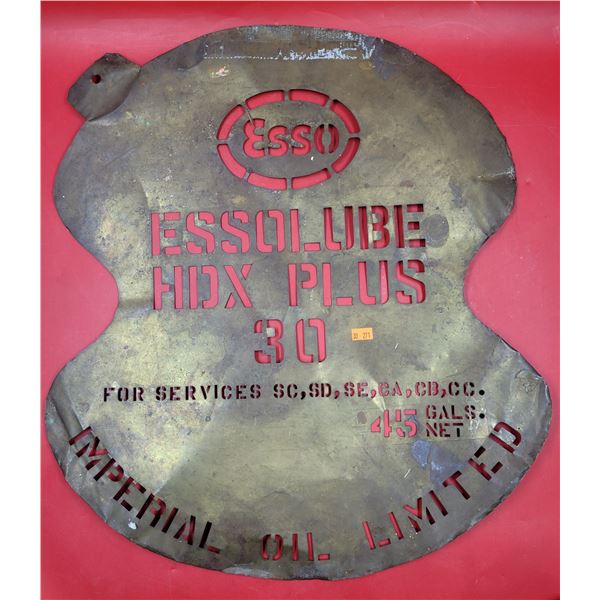 Esso
ESSOLUBE
HDX PLUS
30
FOR SERVICES SC,SD,SE,CA,CB,CC.
45 GALS.
NET
IMPERIAL OIL LIMITED